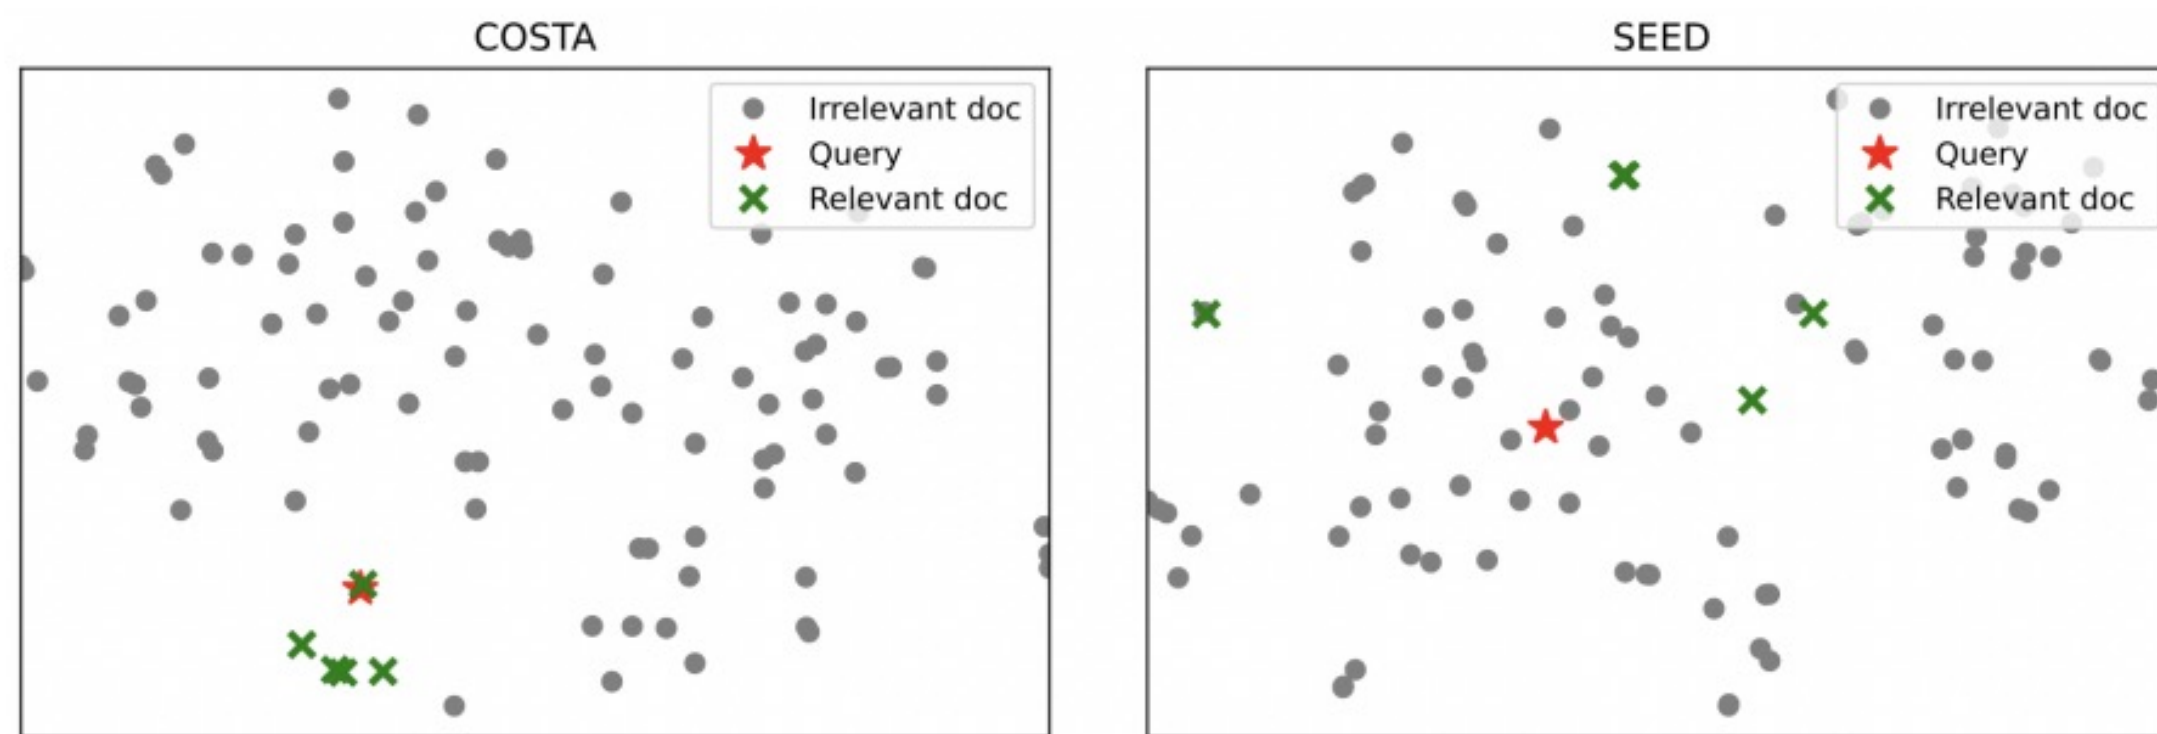 COSTA
Irrelevant doc
Query
Relevant doc
SEED
Irrelevant doc
Query
Relevant doc